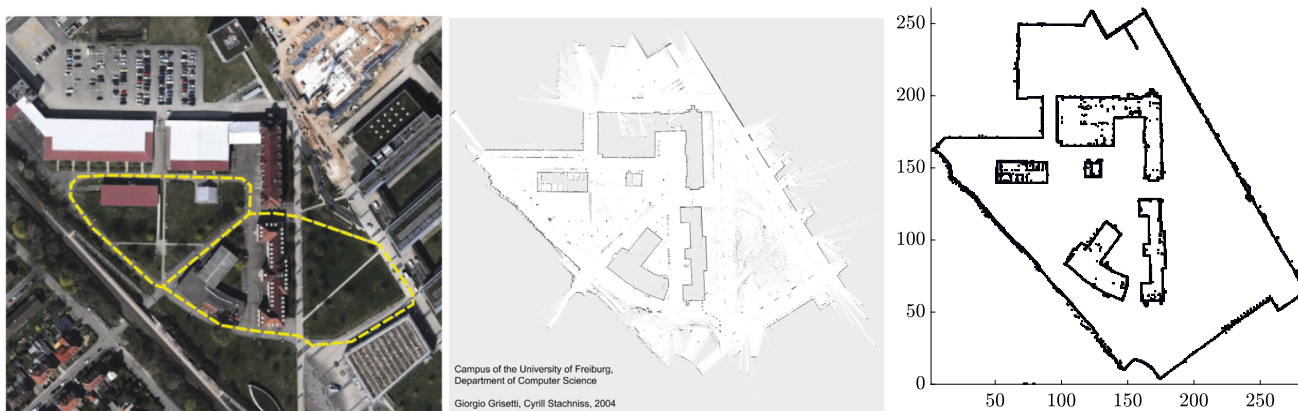 Campus of the University of Freiburg,
Department of Computer Science
Giorgio Grisetti, Cyrill Stachniss, 2004
250
200
150
100
50
0
50 100 150 200 250